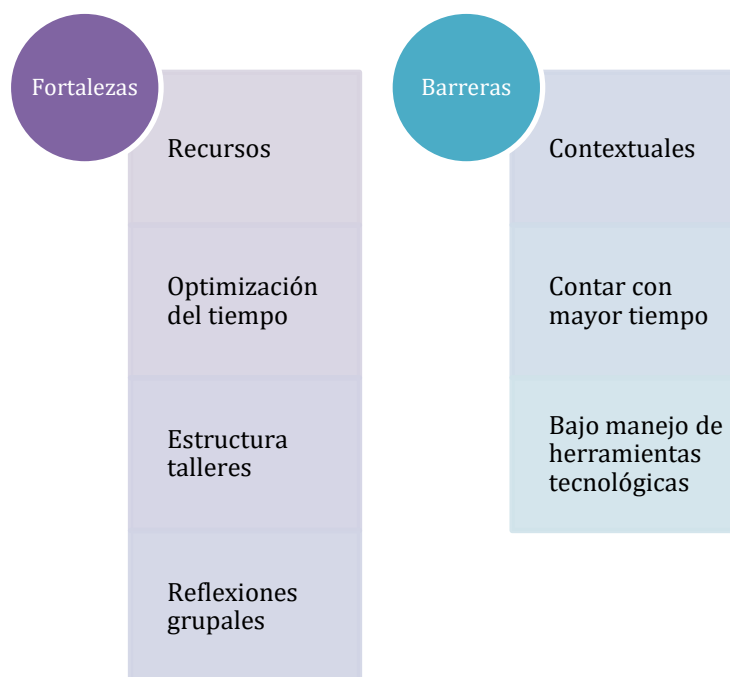 Fortalezas
Recursos
Optimización
del tiempo
Estructura
talleres
Reflexiones
grupales
Barreras
Contextuales
Contar con
mayor tiempo
Bajo manejo de
herramientas
tecnológicas